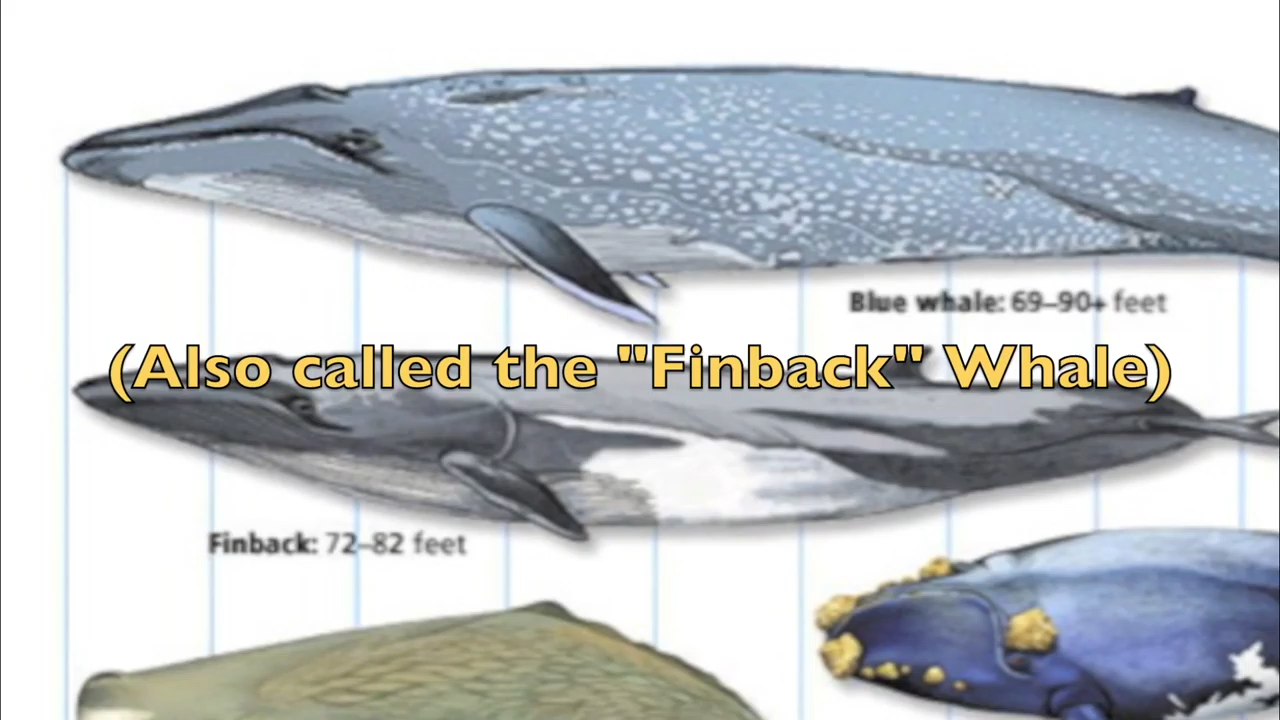 Blue whale: 69–90+ feet
(Also called the "Finback" Whale)
Finback: 72–82 feet